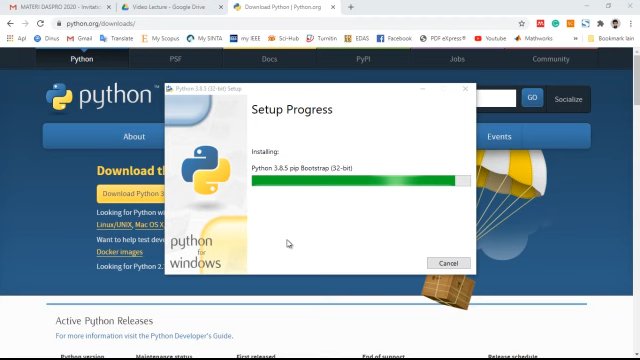 MATERI DASPRO 2020 - Invitatio
Video Lecture - Google Drive
Download Python | Python.org
python.org/downloads/
Apl
Dinus
Gmail
Translate
My Scopus
My SINTA
my IEEE
Sci-Hub
Turnitin
EDAS
Facebook
PDF eXpress®
Youtube
Mathworks
»
Bookmark lain
Python
PSF
Docs
PyPI
Jobs
Community
python™
GO
Socialize
About
Events
Download th
Download Python 3
Looking for Python wi
Linux/UNIX, Mac OS X
Want to help test deve
Docker images
Looking for Python 2.
Python 3.8.5 (32-bit) Setup
Setup Progress
Installing:
Python 3.8.5 pip Bootstrap (32-bit)
python
for
windows
Cancel
Active Python Releases
For more information visit the Python Developer's Guide.
Python version
Maintenance status
First released
End of support
Release schedule